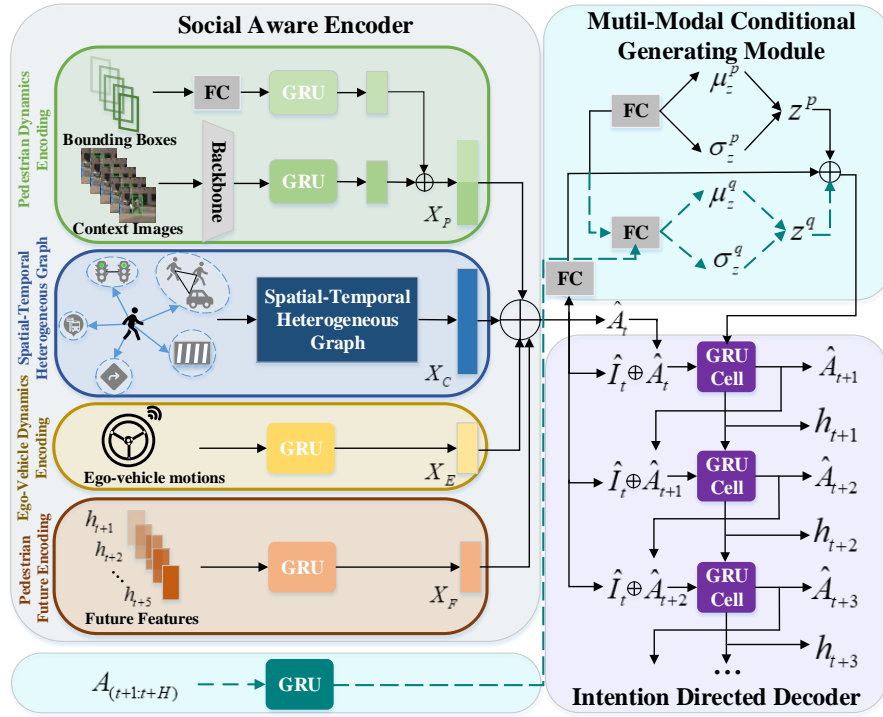 Social Aware Encoder
Pedestrian Dynamics
Encoding
Bounding Boxes
FC
GRU
Context Images
Backbone
GRU
X_P
Spatial-Temporal
Heterogeneous Graph
Spatial-Temporal
Heterogeneous
Graph
X_C
Ego-Vehicle Dynamics
Encoding
Ego-vehicle motions
GRU
X_E
Pedestrian
Future Encoding
h_{t+1}
h_{t+2}
...
h_{t+5}
Future Features
GRU
X_F
A_{(t+1:t+H)}
GRU
Mutil-Modal Conditional
Generating Module
FC
μ_z^p
σ_z^p
z^p
FC
μ_z^q
σ_z^q
z^q
FC
Â_t
Î_t ⊕ Â_t
GRU
Cell
Â_{t+1}
h_{t+1}
Î_t ⊕ Â_{t+1}
GRU
Cell
Â_{t+2}
h_{t+2}
Î_t ⊕ Â_{t+2}
GRU
Cell
Â_{t+3}
h_{t+3}
...
Intention Directed Decoder